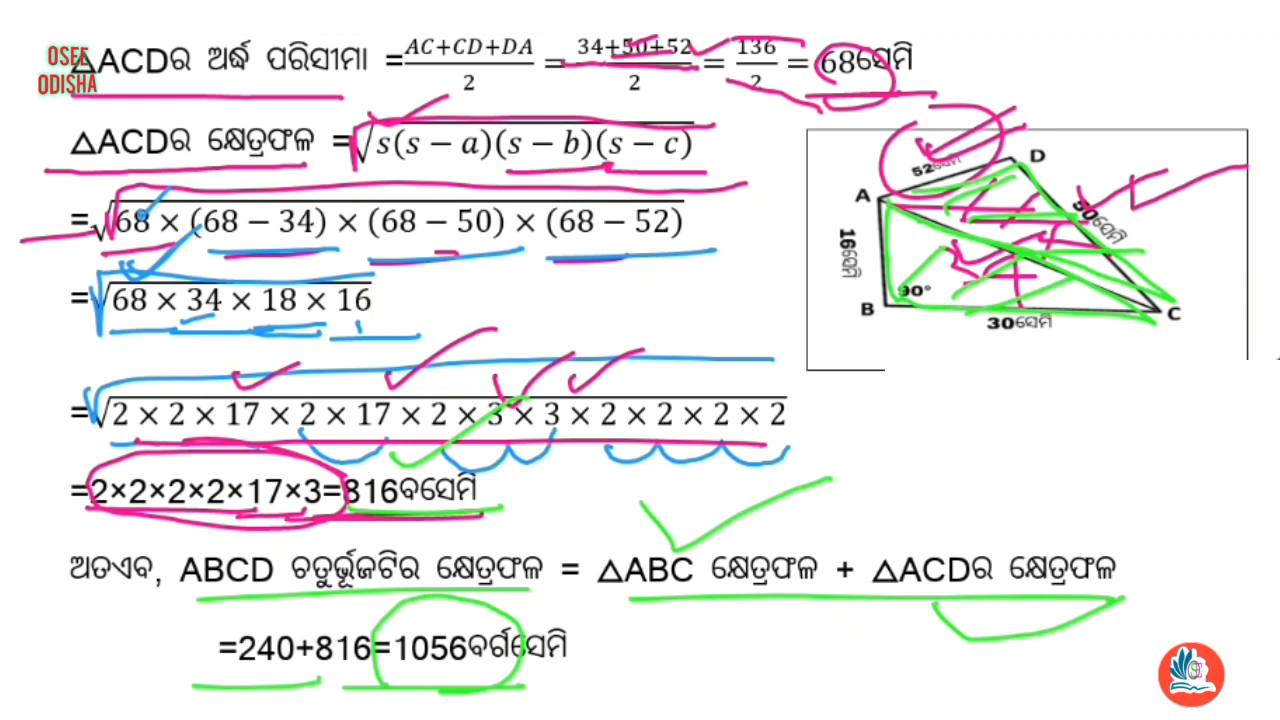 OSEE
ODISHA
△ACDର ଅର୍ଦ୍ଧ ପରିସୀମା = (AC+CD+DA)/2 = (34+50+52)/2 = 136/2 = 68ସେମି
△ACDର କ୍ଷେତ୍ରଫଳ = √s(s − a)(s − b)(s − c)
= √68 × (68 − 34) × (68 − 50) × (68 − 52)
= √68 × 34 × 18 × 16
= √2 × 2 × 17 × 2 × 17 × 2 × 3 × 3 × 2 × 2 × 2 × 2
=2×2×2×2×17×3=816ବସେମି
ଅତଏବ, ABCD ଚତୁର୍ଭୂଜଟିର କ୍ଷେତ୍ରଫଳ = △ABC କ୍ଷେତ୍ରଫଳ + △ACDର କ୍ଷେତ୍ରଫଳ
=240+816=1056ବର୍ଗସେମି
D
52ସେମି
A
50ସେମି
16ସେମି
90°
B
C
30ସେମି